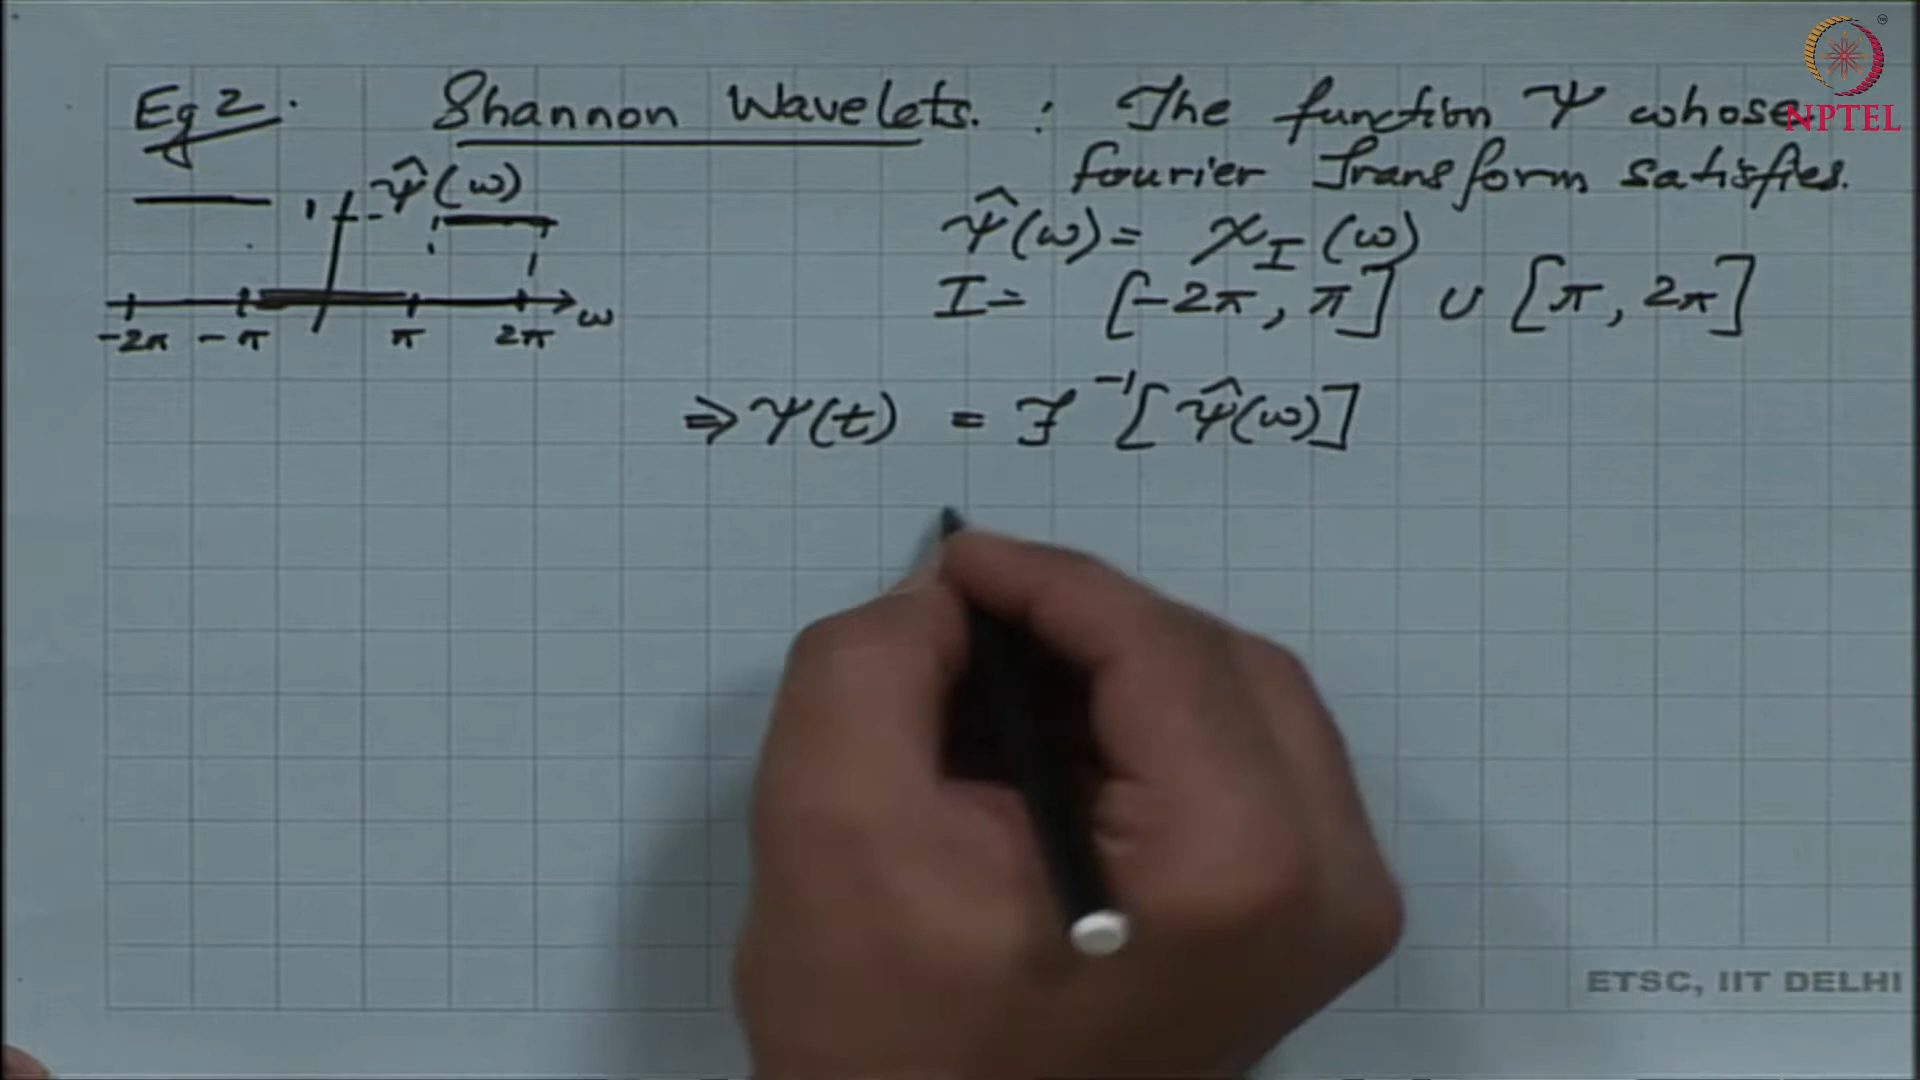 Eg 2. Shannon Wavelets. : The function Ψ whose
Fourier Transform satisfies.
Ψ̂(ω)
1
-2π -π π 2π ω
Ψ̂(ω) = χ_I (ω)
I = [-2π, π] ∪ [π, 2π]
⇒ Ψ(t) = ℱ⁻¹[Ψ̂(ω)]
NPTEL
ETSC, IIT DELHI